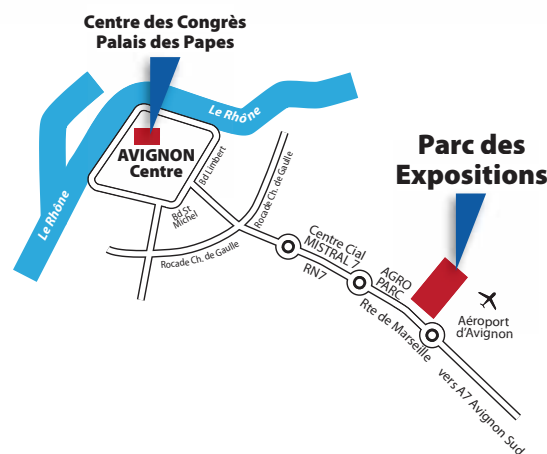 Centre des Congrès
Palais des Papes
Le Rhône
AVIGNON
Centre
Bd Limbert
Rocade Ch. de Gaulle
Parc des
Expositions
Le Rhône
Bd St
Michel
Rocade Ch. de Gaulle
Centre Cial
MISTRAL 7
RN7
AGRO
PARC
Rte de Marseille
Aéroport
d'Avignon
vers A7 Avignon Sud